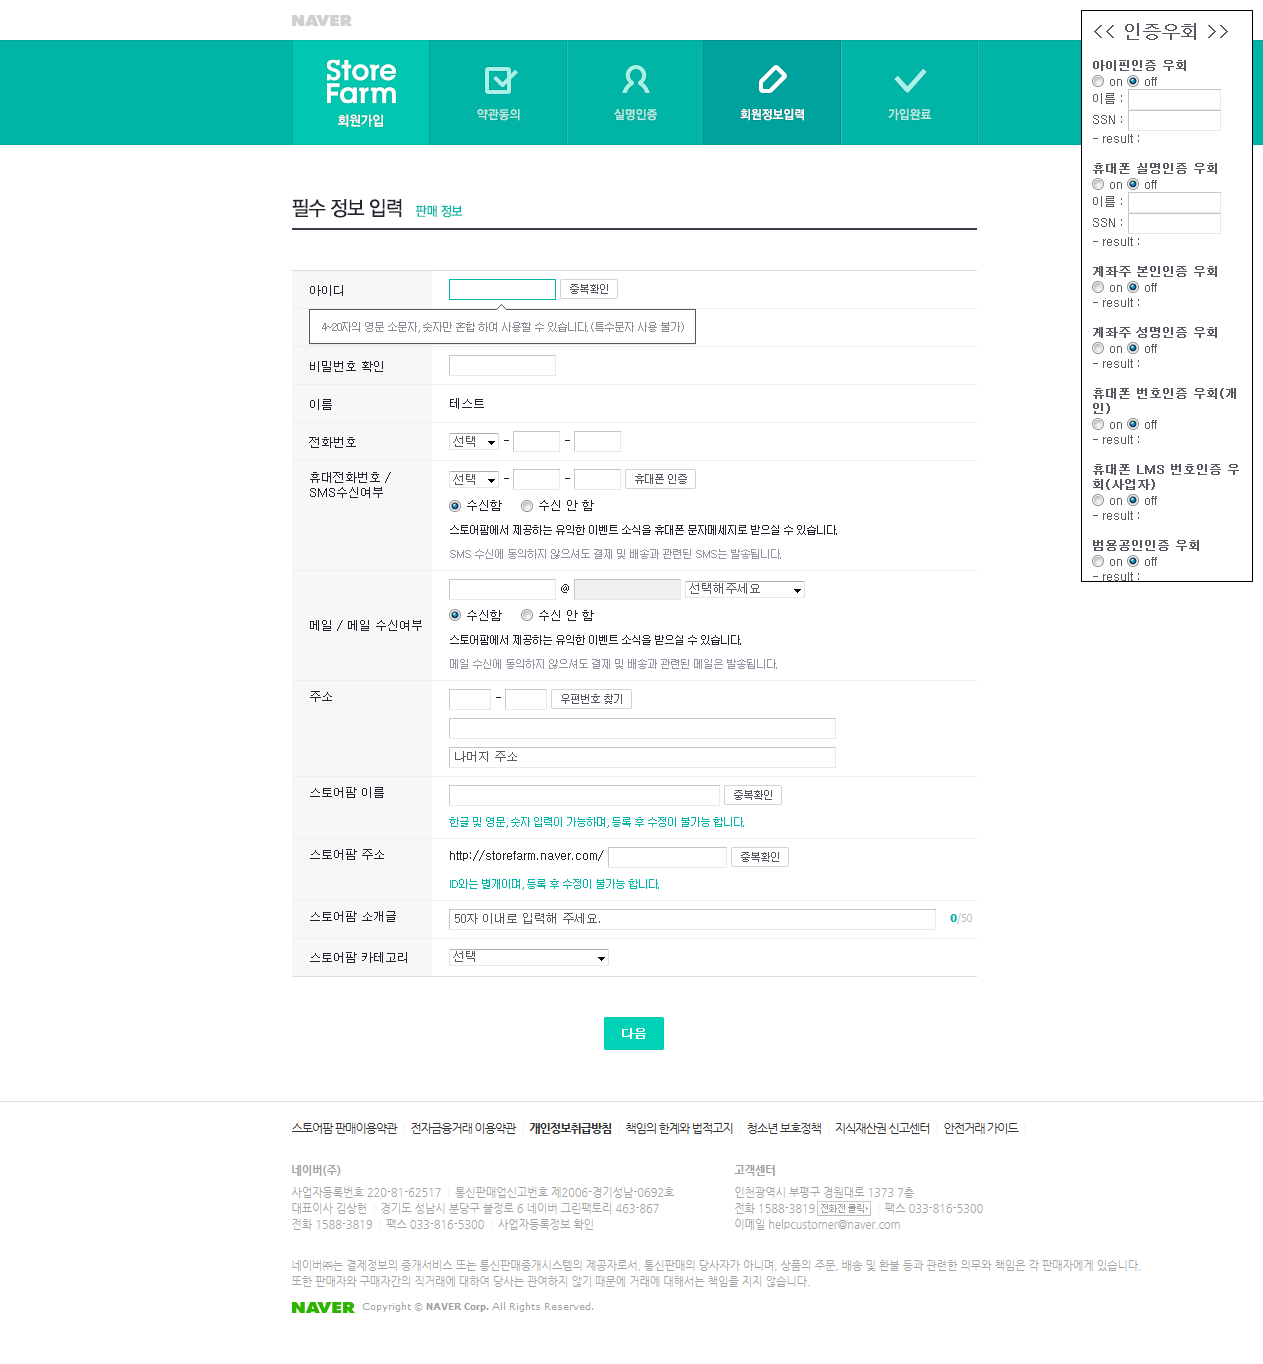 NAVER
Store
Farm
회원가입
약관동의
실명인증
회원정보입력
가입완료
필수 정보 입력 판매 정보
아이디 중복확인
4~20자의 영문 소문자, 숫자만 혼합 하여 사용할 수 있습니다.(특수문자 사용 불가)
비밀번호 확인
이름 테스트
전화번호 선택 - -
휴대전화번호 / 선택 - - 휴대폰 인증
SMS수신여부
수신함 수신 안 함
스토어팜에서 제공하는 유익한 이벤트 소식을 휴대폰 문자메세지로 받으실 수 있습니다.
SMS 수신에 동의하지 않으셔도 결제 및 배송과 관련된 SMS는 발송됩니다.
@ 선택해주세요
메일 / 메일 수신여부 수신함 수신 안 함
스토어팜에서 제공하는 유익한 이벤트 소식을 받으실 수 있습니다.
메일 수신에 동의하지 않으셔도 결제 및 배송과 관련된 메일은 발송됩니다.
주소 - 우편번호 찾기
나머지 주소
스토어팜 이름 중복확인
한글 및 영문, 숫자 입력이 가능하며, 등록 후 수정이 불가능 합니다.
스토어팜 주소 http://storefarm.naver.com/ 중복확인
ID와는 별개이며, 등록 후 수정이 불가능 합니다.
스토어팜 소개글 50자 이내로 입력해 주세요. 0/50
스토어팜 카테고리 선택
다음
<< 인증우회 >>
아이핀인증 우회
on off
이름 :
SSN :
- result :
휴대폰 실명인증 우회
on off
이름 :
SSN :
- result :
계좌주 본인인증 우회
on off
- result :
계좌주 성명인증 우회
on off
- result :
휴대폰 번호인증 우회(개
인)
on off
- result :
휴대폰 LMS 번호인증 우
회(사업자)
on off
- result :
범용공인인증 우회
on off
- result :
스토어팜 판매이용약관 전자금융거래 이용약관 개인정보취급방침 책임의 한계와 법적고지 청소년 보호정책 지식재산권 신고센터 안전거래 가이드
네이버(주)
사업자등록번호 220-81-62517 통신판매업신고번호 제2006-경기성남-0692호
대표이사 김상헌 경기도 성남시 분당구 불정로 6 네이버 그린팩토리 463-867
전화 1588-3819 팩스 033-816-5300 사업자등록정보 확인
고객센터
인천광역시 부평구 경원대로 1373 7층
전화 1588-3819 전화전 클릭 팩스 033-816-5300
이메일 helpcustomer@naver.com
네이버㈜는 결제정보의 중개서비스 또는 통신판매중개시스템의 제공자로서, 통신판매의 당사자가 아니며, 상품의 주문, 배송 및 환불 등과 관련한 의무와 책임은 각 판매자에게 있습니다.
또한 판매자와 구매자간의 직거래에 대하여 당사는 관여하지 않기 때문에 거래에 대해서는 책임을 지지 않습니다.
NAVER Copyright © NAVER Corp. All Rights Reserved.